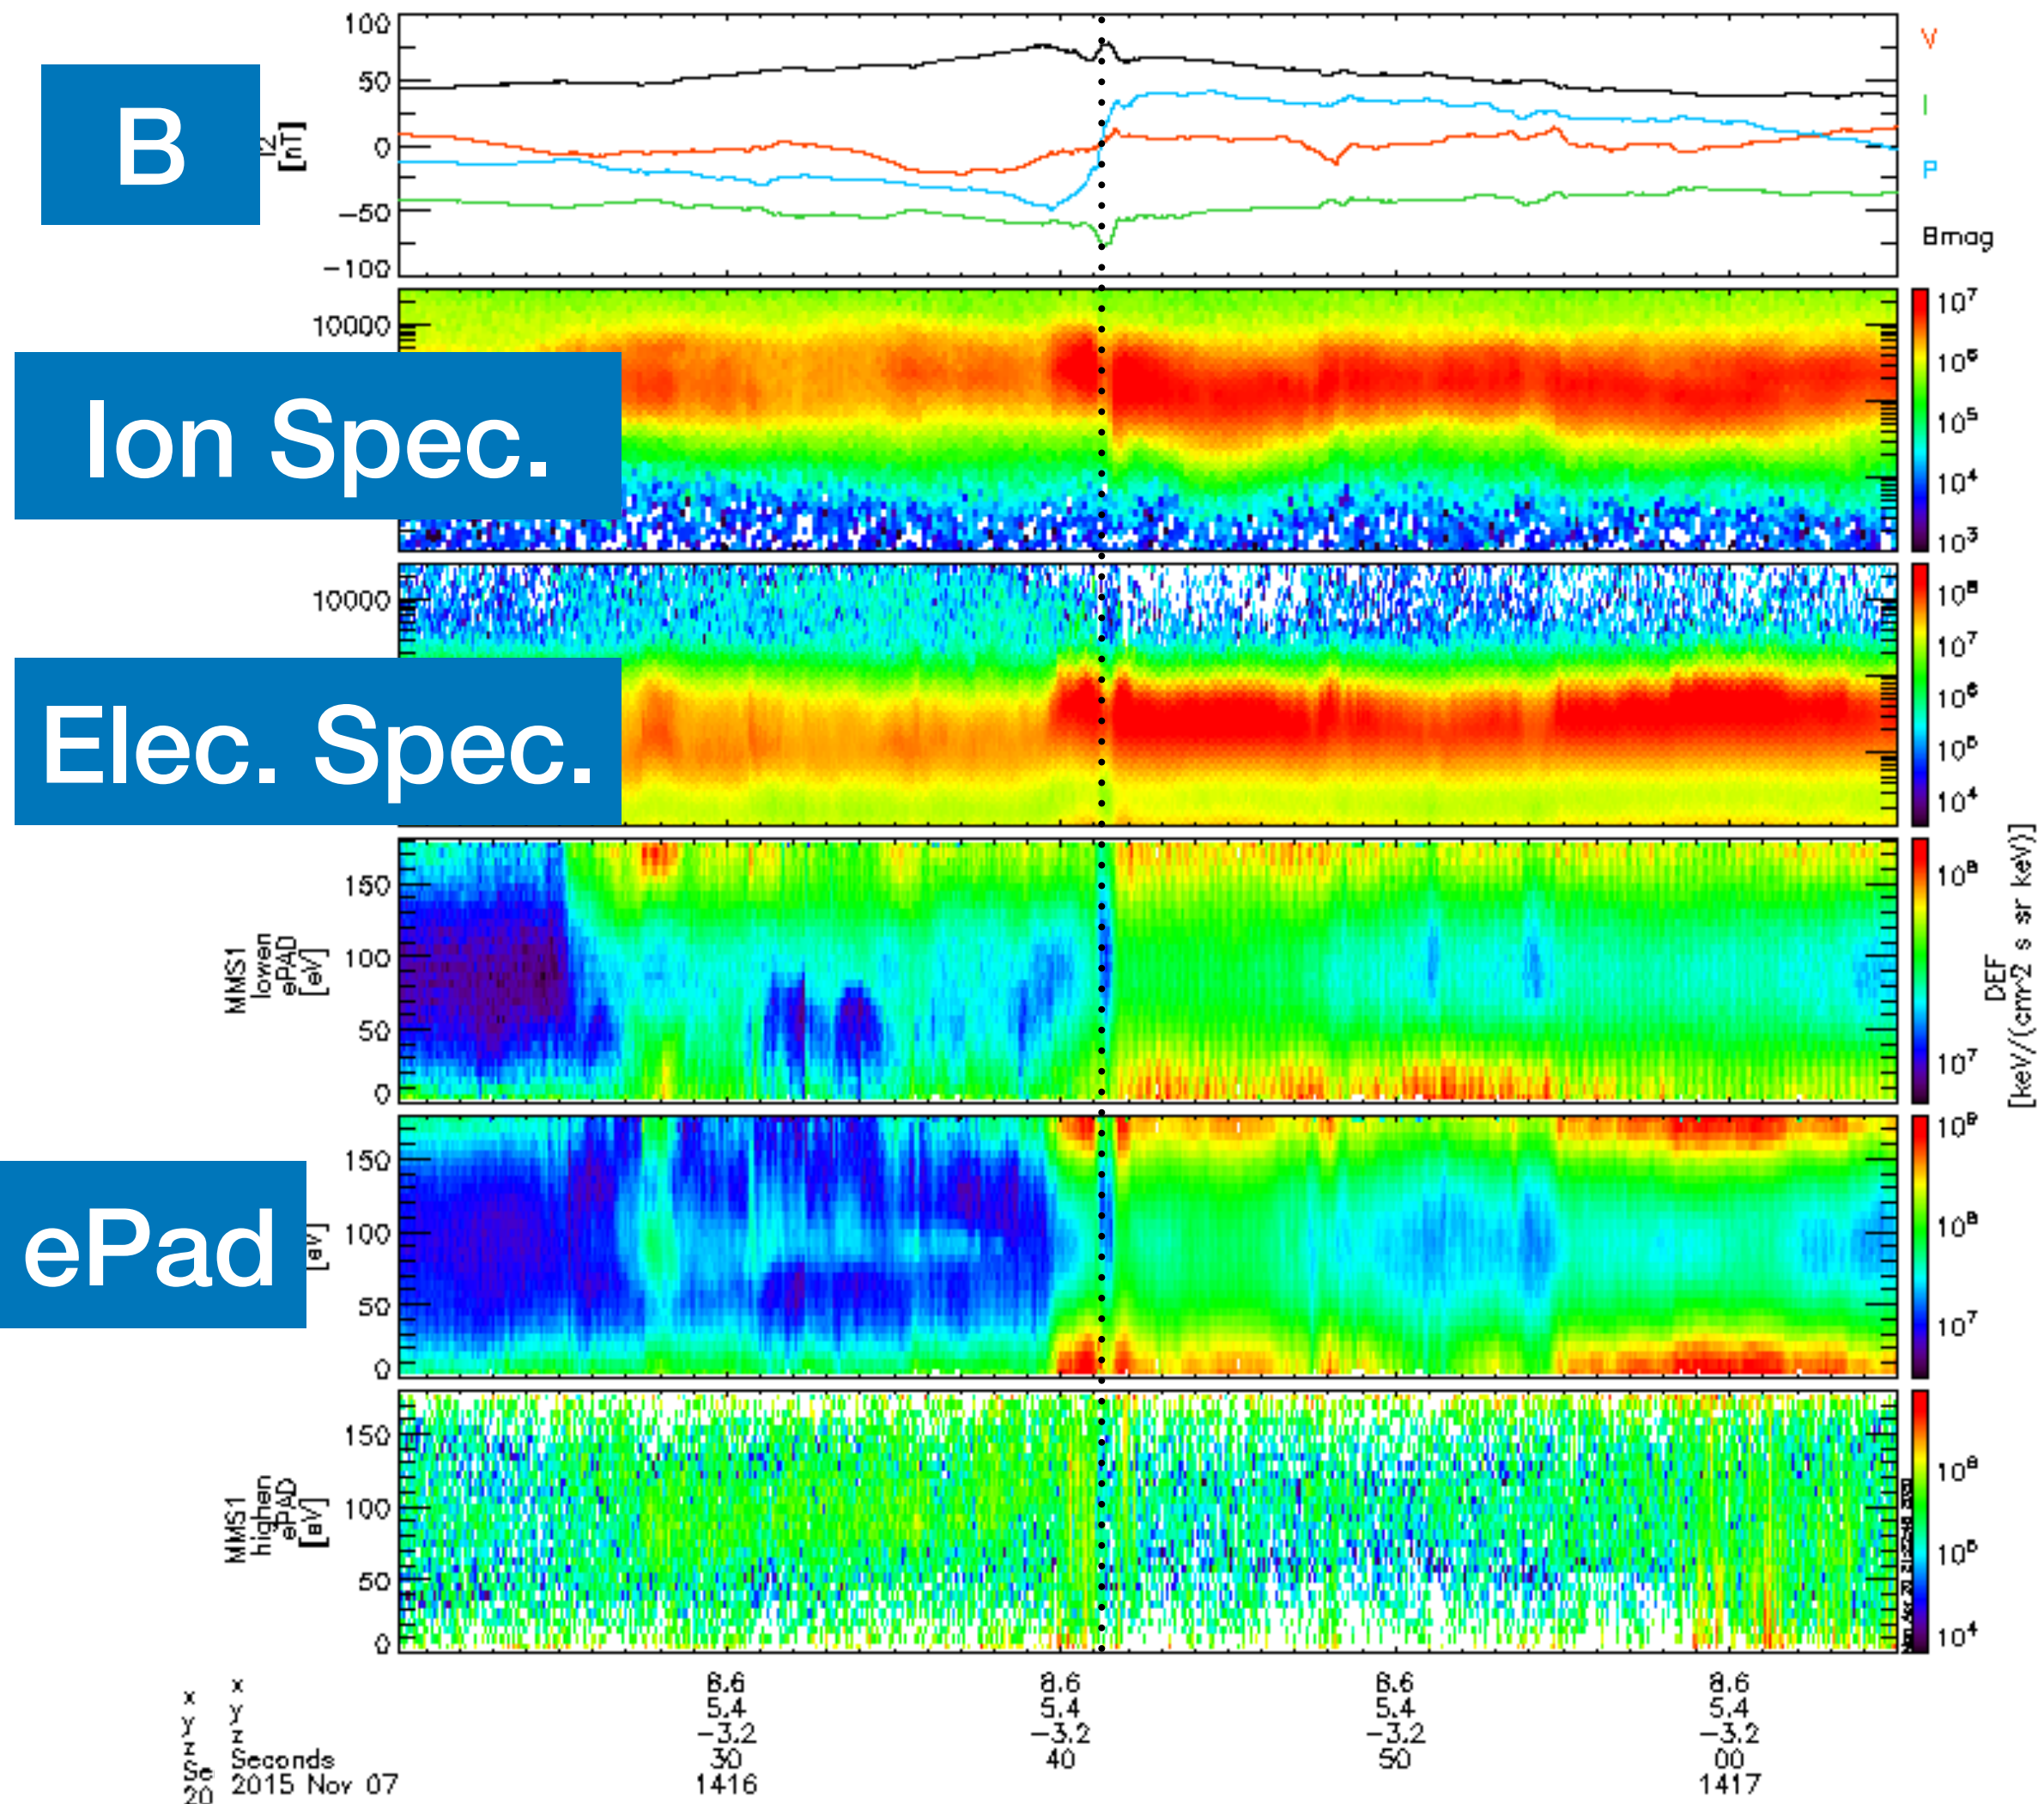 100
50
0
−50
−100
B
[nT]
V
I
P
Bmag
10000
Ion Spec.
10⁷
10⁶
10⁵
10⁴
10³
10000
Elec. Spec.
10⁸
10⁷
10⁶
10⁵
10⁴
MMS1
lowen
ePAD
[eV]
150
100
50
0
10⁸
10⁷
DEF
[keV/(cm^2 s sr keV)]
ePad
[eV]
150
100
50
0
10⁹
10⁸
10⁷
MMS1
highen
ePAD
[eV]
150
100
50
0
10⁶
10⁵
10⁴
X
Y
Z
Seconds
2015 Nov 07
X
Y
Z
Se
20
8.6 8.6 8.6 8.6
5.4 5.4 5.4 5.4
−3.2 −3.2 −3.2 −3.2
30 40 50 00
1416 1417